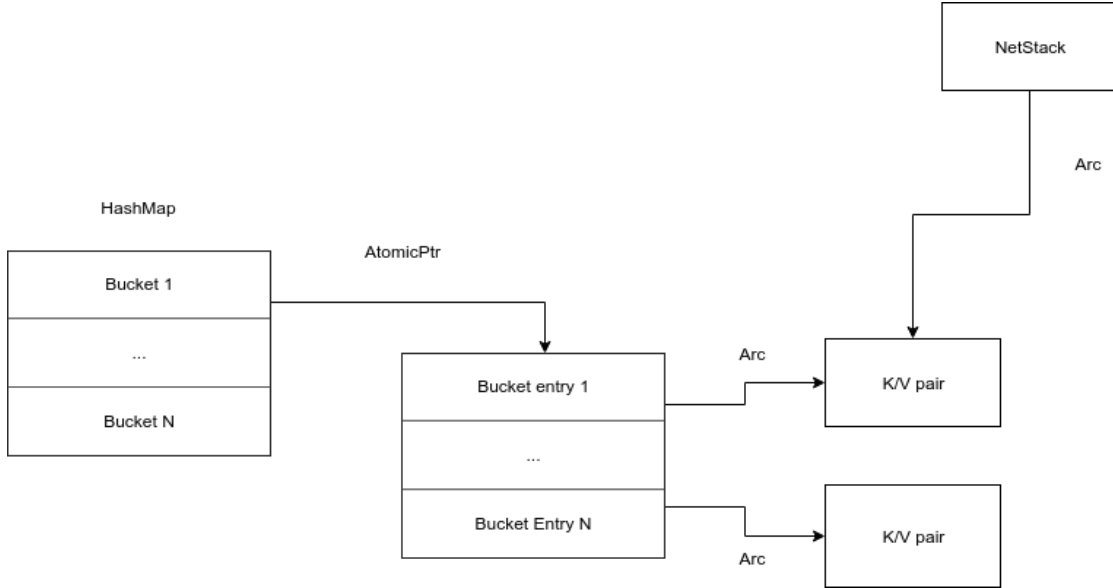 NetStack
Arc
HashMap
AtomicPtr
Bucket 1
...
Bucket N
Bucket entry 1
...
Bucket Entry N
Arc
K/V pair
Arc
K/V pair